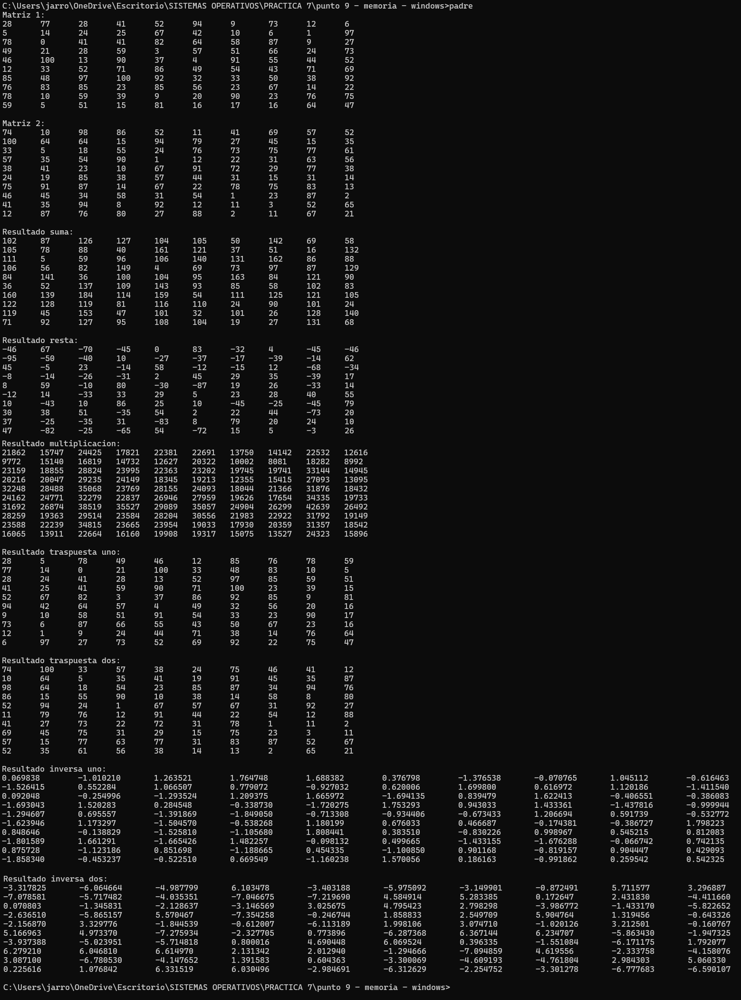 C:\Users\jarro\OneDrive\Escritorio\SISTEMAS OPERATIVOS\PRACTICA 7\punto 9 - memoria - windows>padre
Matriz 1:
28 77 28 41 52 94 9 73 12 6
5 14 24 25 67 42 10 6 1 97
78 0 41 41 82 64 58 87 9 27
49 21 28 59 3 57 51 66 24 73
46 100 13 90 37 4 91 55 44 52
12 33 52 71 86 49 54 43 71 69
85 48 97 100 92 32 33 50 38 92
76 83 85 23 85 56 23 67 14 22
78 10 59 39 9 20 90 23 76 75
59 5 51 15 81 16 17 16 64 47
Matriz 2:
74 10 98 86 52 11 41 69 57 52
100 64 64 15 94 79 27 45 15 35
33 5 18 55 24 76 73 75 77 61
57 35 54 90 1 12 22 31 63 56
38 41 23 10 67 91 72 29 77 38
24 19 85 38 57 44 31 15 31 14
75 91 87 14 67 22 78 75 83 13
46 45 34 58 31 54 1 23 87 2
41 35 94 8 92 12 11 3 52 65
12 87 76 80 27 88 2 11 67 21
Resultado suma:
102 87 126 127 104 105 50 142 69 58
105 78 88 40 161 121 37 51 16 132
111 5 59 96 106 140 131 162 86 88
106 56 82 149 4 69 73 97 87 129
84 141 36 100 104 95 163 84 121 90
36 52 137 109 143 93 85 58 102 83
160 139 184 114 159 54 111 125 121 105
122 128 119 81 116 110 24 90 101 24
119 45 153 47 101 32 101 26 128 140
71 92 127 95 108 104 19 27 131 68
Resultado resta:
-46 67 -70 -45 0 83 -32 4 -45 -46
-95 -50 -40 10 -27 -37 -17 -39 -14 62
45 -5 23 -14 58 -12 -15 12 -68 -34
-8 -14 -26 -31 2 45 29 35 -39 17
8 59 -10 80 -30 -87 19 26 -33 14
-12 14 -33 33 29 5 23 28 40 55
10 -43 10 86 25 10 -45 -25 -45 79
30 38 51 -35 54 2 22 44 -73 20
37 -25 -35 31 -83 8 79 20 24 10
47 -82 -25 -65 54 -72 15 5 -3 26
Resultado multiplicacion:
21862 15747 24425 17821 22381 22691 13750 14142 22532 12616
9772 15140 16819 14732 12627 20322 10002 8081 18282 8992
23159 18855 28824 23995 22363 23202 19745 19741 33144 14945
20216 20047 29235 24149 18345 19213 12355 15415 27093 13095
32248 28488 35068 23769 28155 24093 18044 21366 31876 18432
24162 24771 32279 22837 26946 27959 19626 17654 34335 19733
31692 26874 38519 35527 29089 35057 24904 26299 42639 26492
28259 19363 29514 23584 28204 30556 21983 22922 31792 19149
23588 22239 34815 23665 23954 19033 17930 20359 31357 18542
16065 13911 22664 16160 19908 19317 15075 13527 24323 15896
Resultado traspuesta uno:
28 5 78 49 46 12 85 76 78 59
77 14 0 21 100 33 48 83 10 5
28 24 41 28 13 52 97 85 59 51
41 25 41 59 90 71 100 23 39 15
52 67 82 3 37 86 92 85 9 81
94 42 64 57 4 49 32 56 20 16
9 10 58 51 91 54 33 23 90 17
73 6 87 66 55 43 50 67 23 16
12 1 9 24 44 71 38 14 76 64
6 97 27 73 52 69 92 22 75 47
Resultado traspuesta dos:
74 100 33 57 38 24 75 46 41 12
10 64 5 35 41 19 91 45 35 87
98 64 18 54 23 85 87 34 94 76
86 15 55 90 10 38 14 58 8 80
52 94 24 1 67 57 67 31 92 27
11 79 76 12 91 44 22 54 12 88
41 27 73 22 72 31 78 1 11 2
69 45 75 31 29 15 75 23 3 11
57 15 77 63 77 31 83 87 52 67
52 35 61 56 38 14 13 2 65 21
Resultado inversa uno:
0.069838 -1.010210 1.263521 1.764748 1.688382 0.376798 -1.376538 -0.070765 1.045112 -0.616463
-1.526415 0.552284 1.066507 0.779072 -0.927032 0.620006 1.699800 0.616972 1.120186 -1.411540
0.092048 -0.254996 -1.293524 1.209375 1.665972 -1.694135 0.839479 1.622413 -0.406551 -0.386083
-1.693043 1.520283 0.284548 -0.338730 -1.720275 1.753293 0.943033 1.433361 -1.437816 -0.999944
-1.294607 0.695557 -1.391869 -1.849050 -0.713308 -0.934406 -0.673433 1.206694 0.591739 -0.532772
-1.623946 1.173297 -1.504570 -0.538268 1.180199 0.676033 0.466687 -0.174381 -0.386727 1.798223
0.848646 -0.138829 -1.525810 -1.105680 1.808441 0.383510 -0.830226 0.998967 0.545215 0.812083
-1.801589 1.661291 -1.665426 1.482257 -0.098132 0.499665 -1.433155 -1.676288 -0.066742 0.742135
0.875728 -1.123186 0.851698 -1.188665 0.454335 -1.100850 0.901168 -0.819157 0.904447 0.429093
-1.858340 -0.453237 -0.522510 0.669549 -1.160238 1.570056 0.186163 -0.991862 0.259542 0.542325
Resultado inversa dos:
-3.317825 -6.064664 -4.987799 6.103478 -3.403188 -5.975092 -3.149901 -0.872491 5.711577 3.296887
-7.078581 -5.717482 -4.035351 -7.046675 -7.219690 4.584914 5.283385 0.172647 2.431830 -4.411660
0.070803 -1.345831 -2.128637 -3.146569 3.025675 4.795423 2.798298 -3.986772 -1.433170 -5.822652
-2.636510 -5.865157 5.570467 -7.354258 -0.246744 1.858833 2.549709 5.904764 1.319456 -0.643326
-2.156870 3.329776 -1.844539 -0.612007 -6.113189 1.998106 3.074710 -1.020126 3.212501 -0.160767
5.166963 4.973370 -7.275934 -2.327705 0.773896 -6.287368 6.367144 6.234707 -5.863430 -1.947325
-3.937388 -5.023951 -5.714818 0.800016 4.690448 6.069524 0.396335 -1.551084 -6.171175 1.792077
6.279210 6.046810 6.614970 2.131342 2.012940 -1.294666 -7.094859 4.619556 -2.333758 -4.158076
3.087100 -6.780530 -4.147652 1.391583 0.604363 -3.300069 -4.609193 -4.761804 2.984303 5.060330
0.225616 1.076842 6.331519 6.030496 -2.984691 -6.312629 -2.254752 -3.301278 -6.777683 -6.590107
C:\Users\jarro\OneDrive\Escritorio\SISTEMAS OPERATIVOS\PRACTICA 7\punto 9 - memoria - windows>